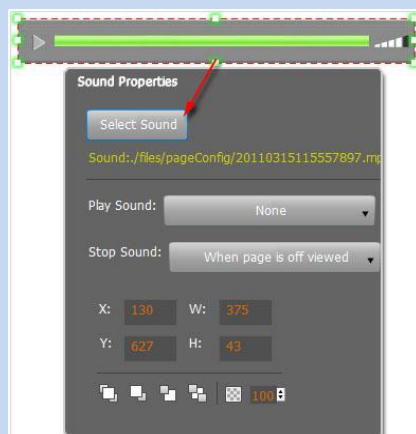 Sound Properties
Select Sound
Sound:./files/pageConfig/20110315115557897.mp
Play Sound: None
Stop Sound: When page is off viewed
X: 130 W: 375
Y: 627 H: 43
100